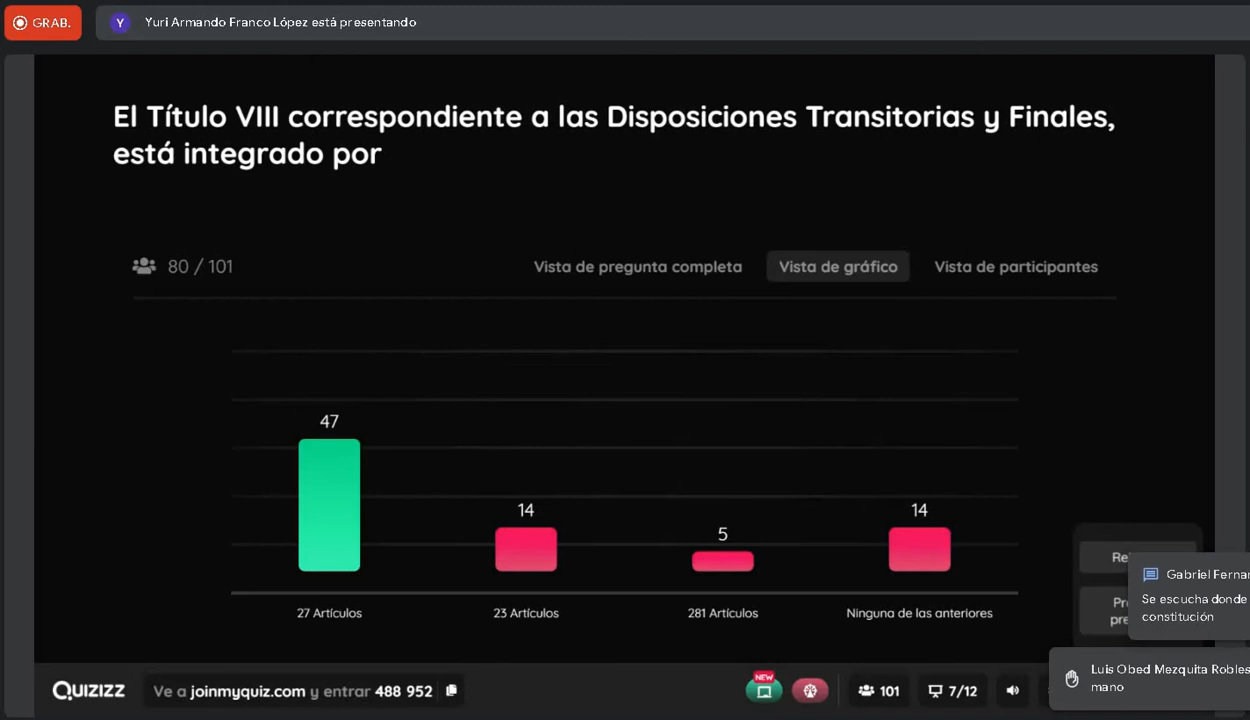 GRAB.
Y
Yuri Armando Franco López está presentando
El Título VIII correspondiente a las Disposiciones Transitorias y Finales,
está integrado por
80 / 101
Vista de pregunta completa
Vista de gráfico
Vista de participantes
47
14
5
14
27 Artículos
23 Artículos
281 Artículos
Ninguna de las anteriores
Gabriel
Se escucha donde
constitución
Quizizz
Ve a joinmyquiz.com y entrar 488 952
NEW
101
7/12
Luis Obed Mezquita Robles
mano